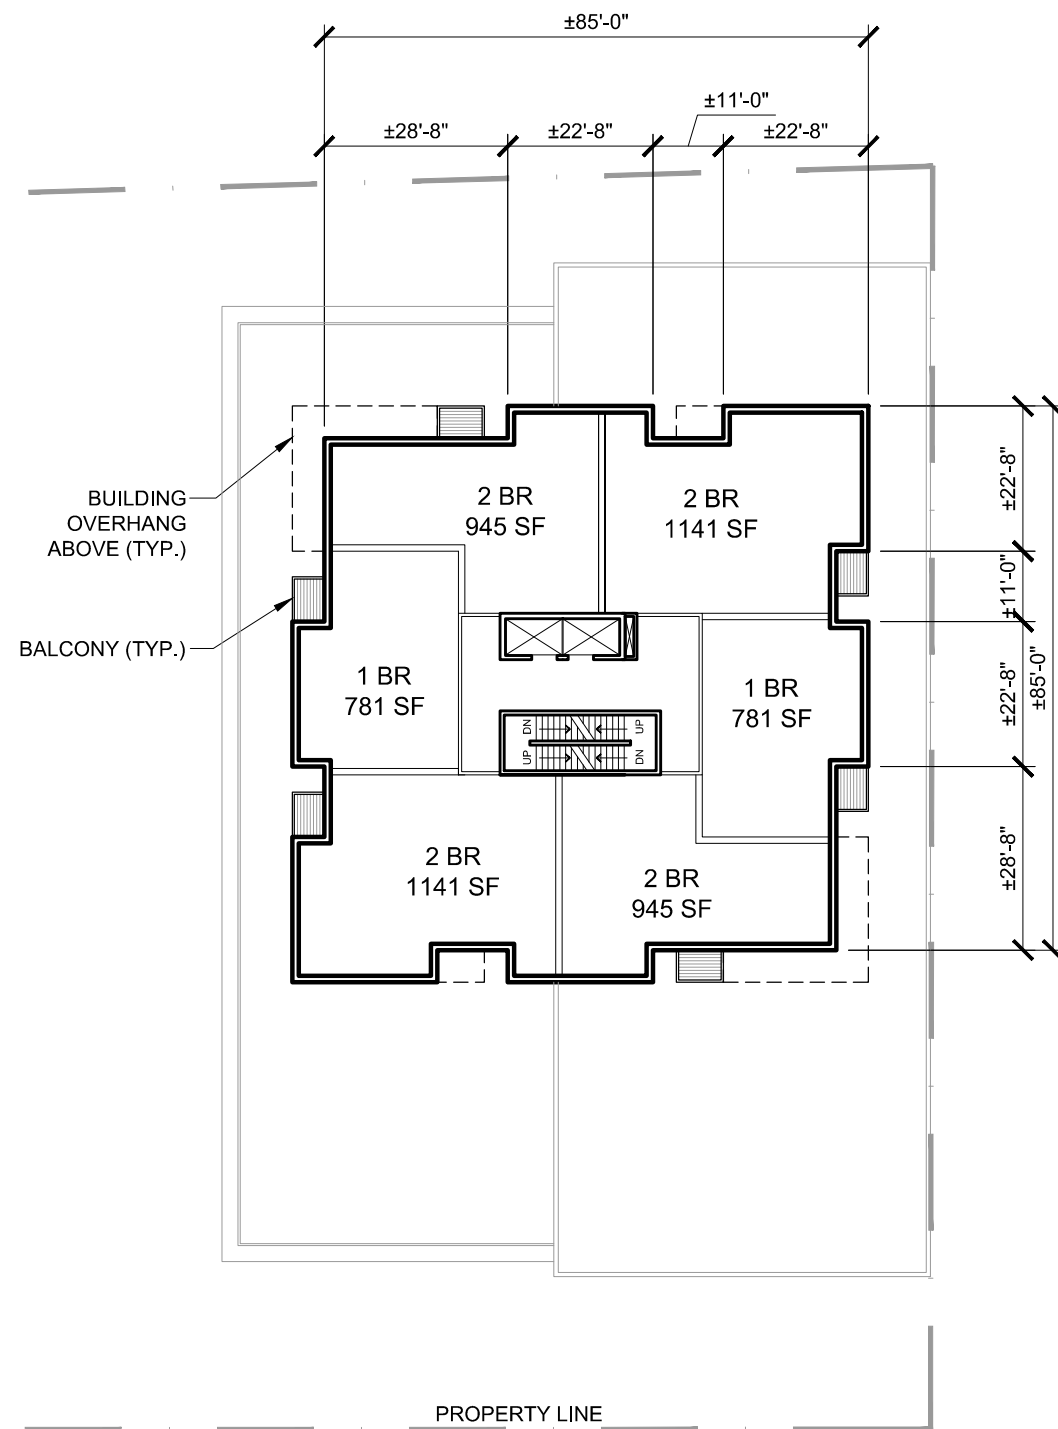 ±85'-0"
±11'-0"
±28'-8"
±22'-8"
±22'-8"
BUILDING
OVERHANG
ABOVE (TYP.)
2 BR
945 SF
2 BR
1141 SF
±22'-8"
±11'-0"
BALCONY (TYP.)
1 BR
781 SF
1 BR
781 SF
±22'-8"
±85'-0"
DN
UP
UP
DN
2 BR
1141 SF
2 BR
945 SF
±28'-8"
PROPERTY LINE